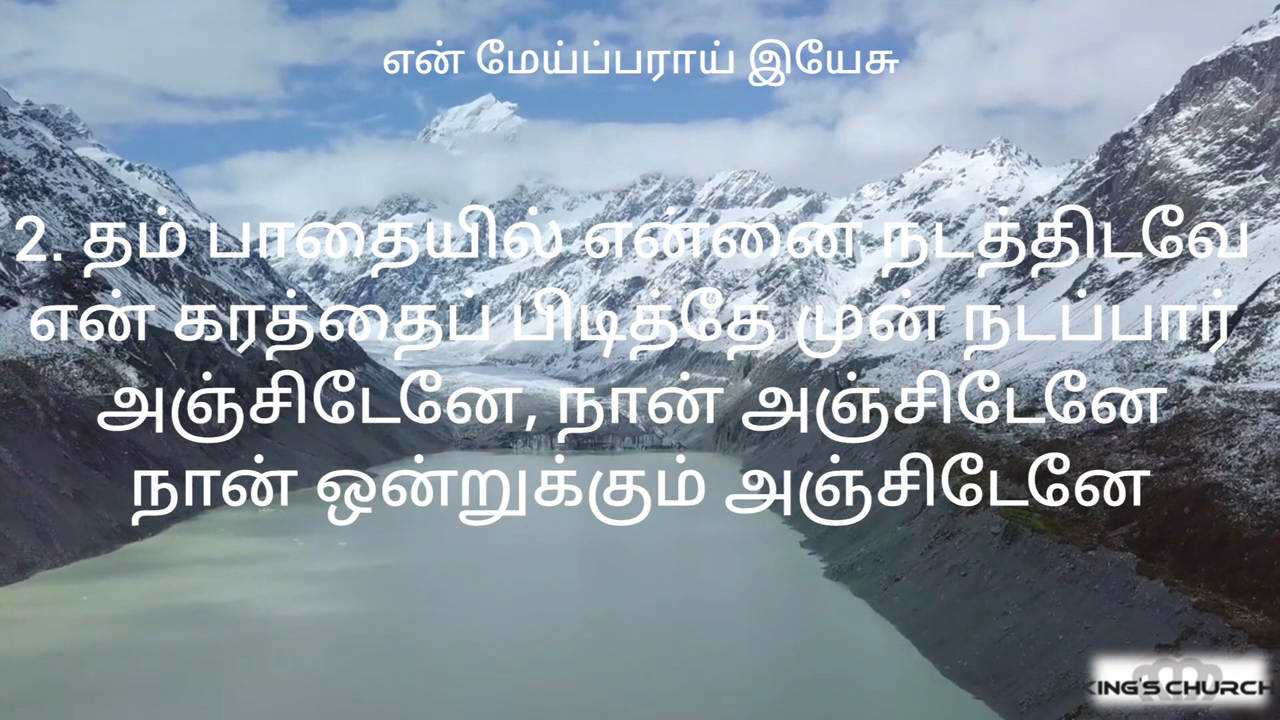 என் மேய்ப்பராய் இயேசு
2. தம் பாதையில் என்னை நடத்திடவே
என் கரத்தைப் பிடித்தே முன் நடப்பார்
அஞ்சிடேனே, நான் அஞ்சிடேனே
நான் ஒன்றுக்கும் அஞ்சிடேனே
KING'S CHURCH